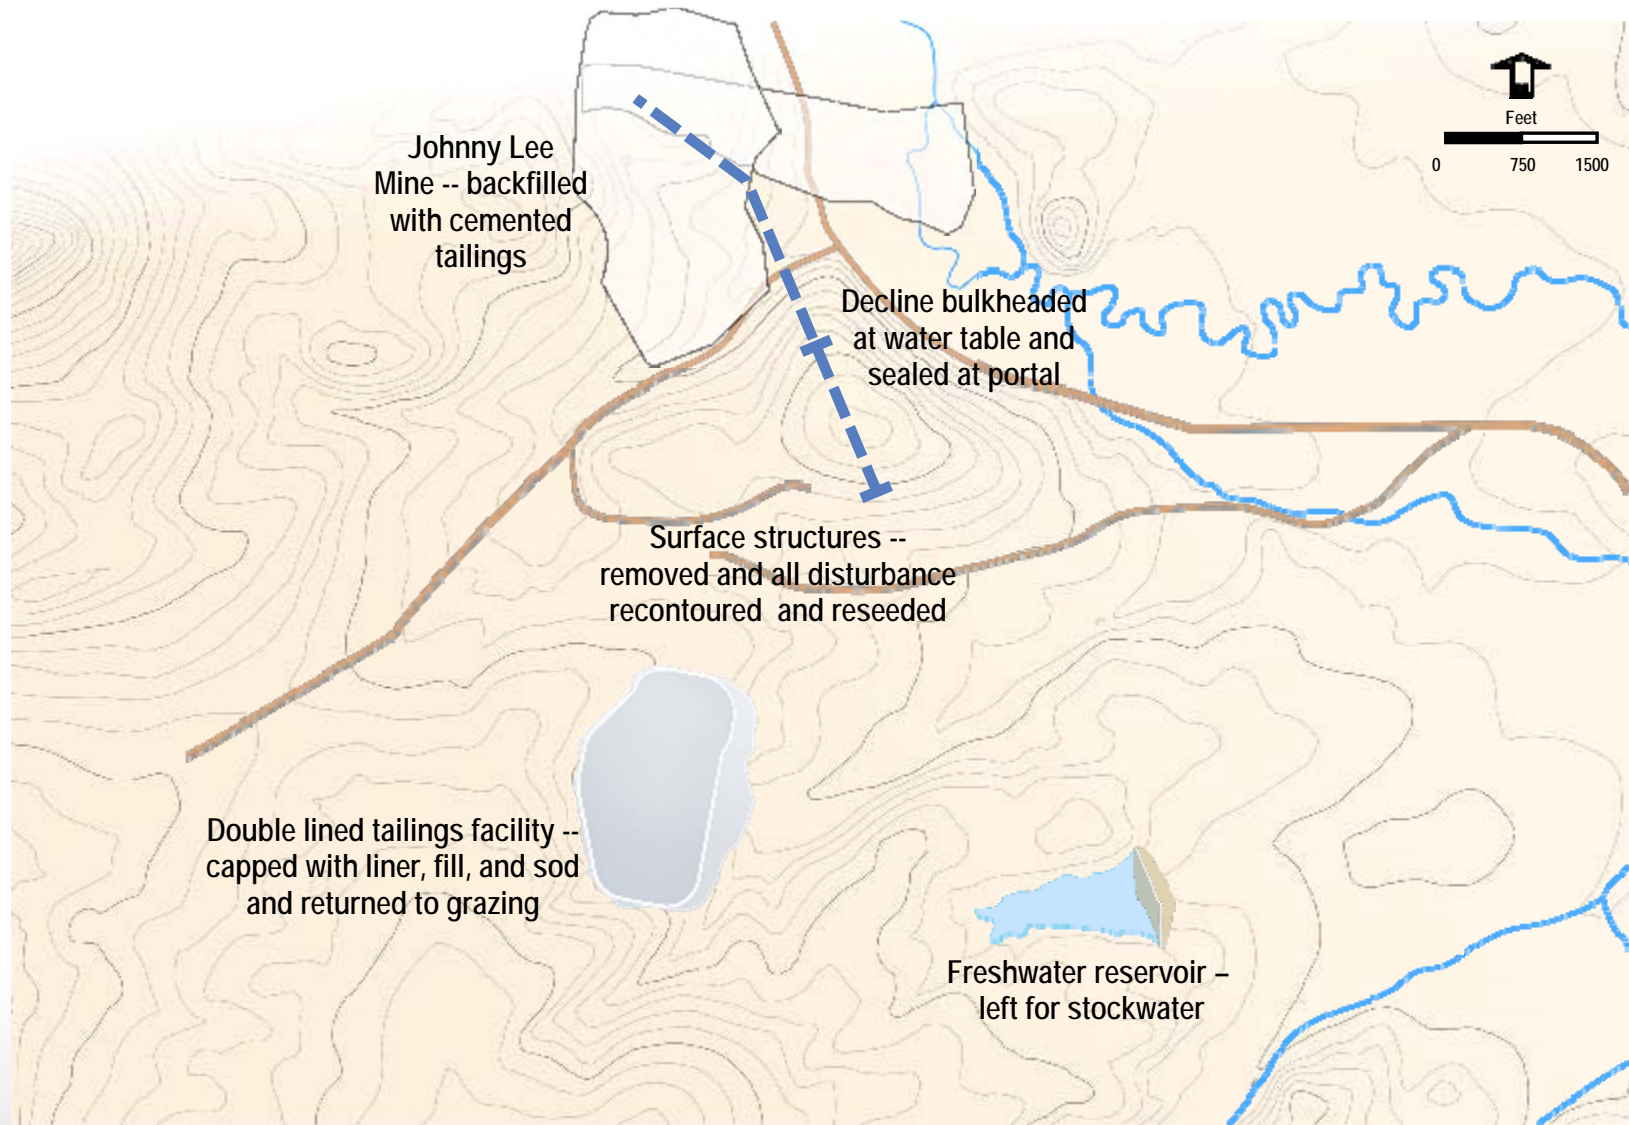 Feet
0 750 1500
Johnny Lee
Mine -- backfilled
with cemented
tailings
Decline bulkheaded
at water table and
sealed at portal
Surface structures --
removed and all disturbance
recontoured and reseeded
Double lined tailings facility --
capped with liner, fill, and sod
and returned to grazing
Freshwater reservoir –
left for stockwater